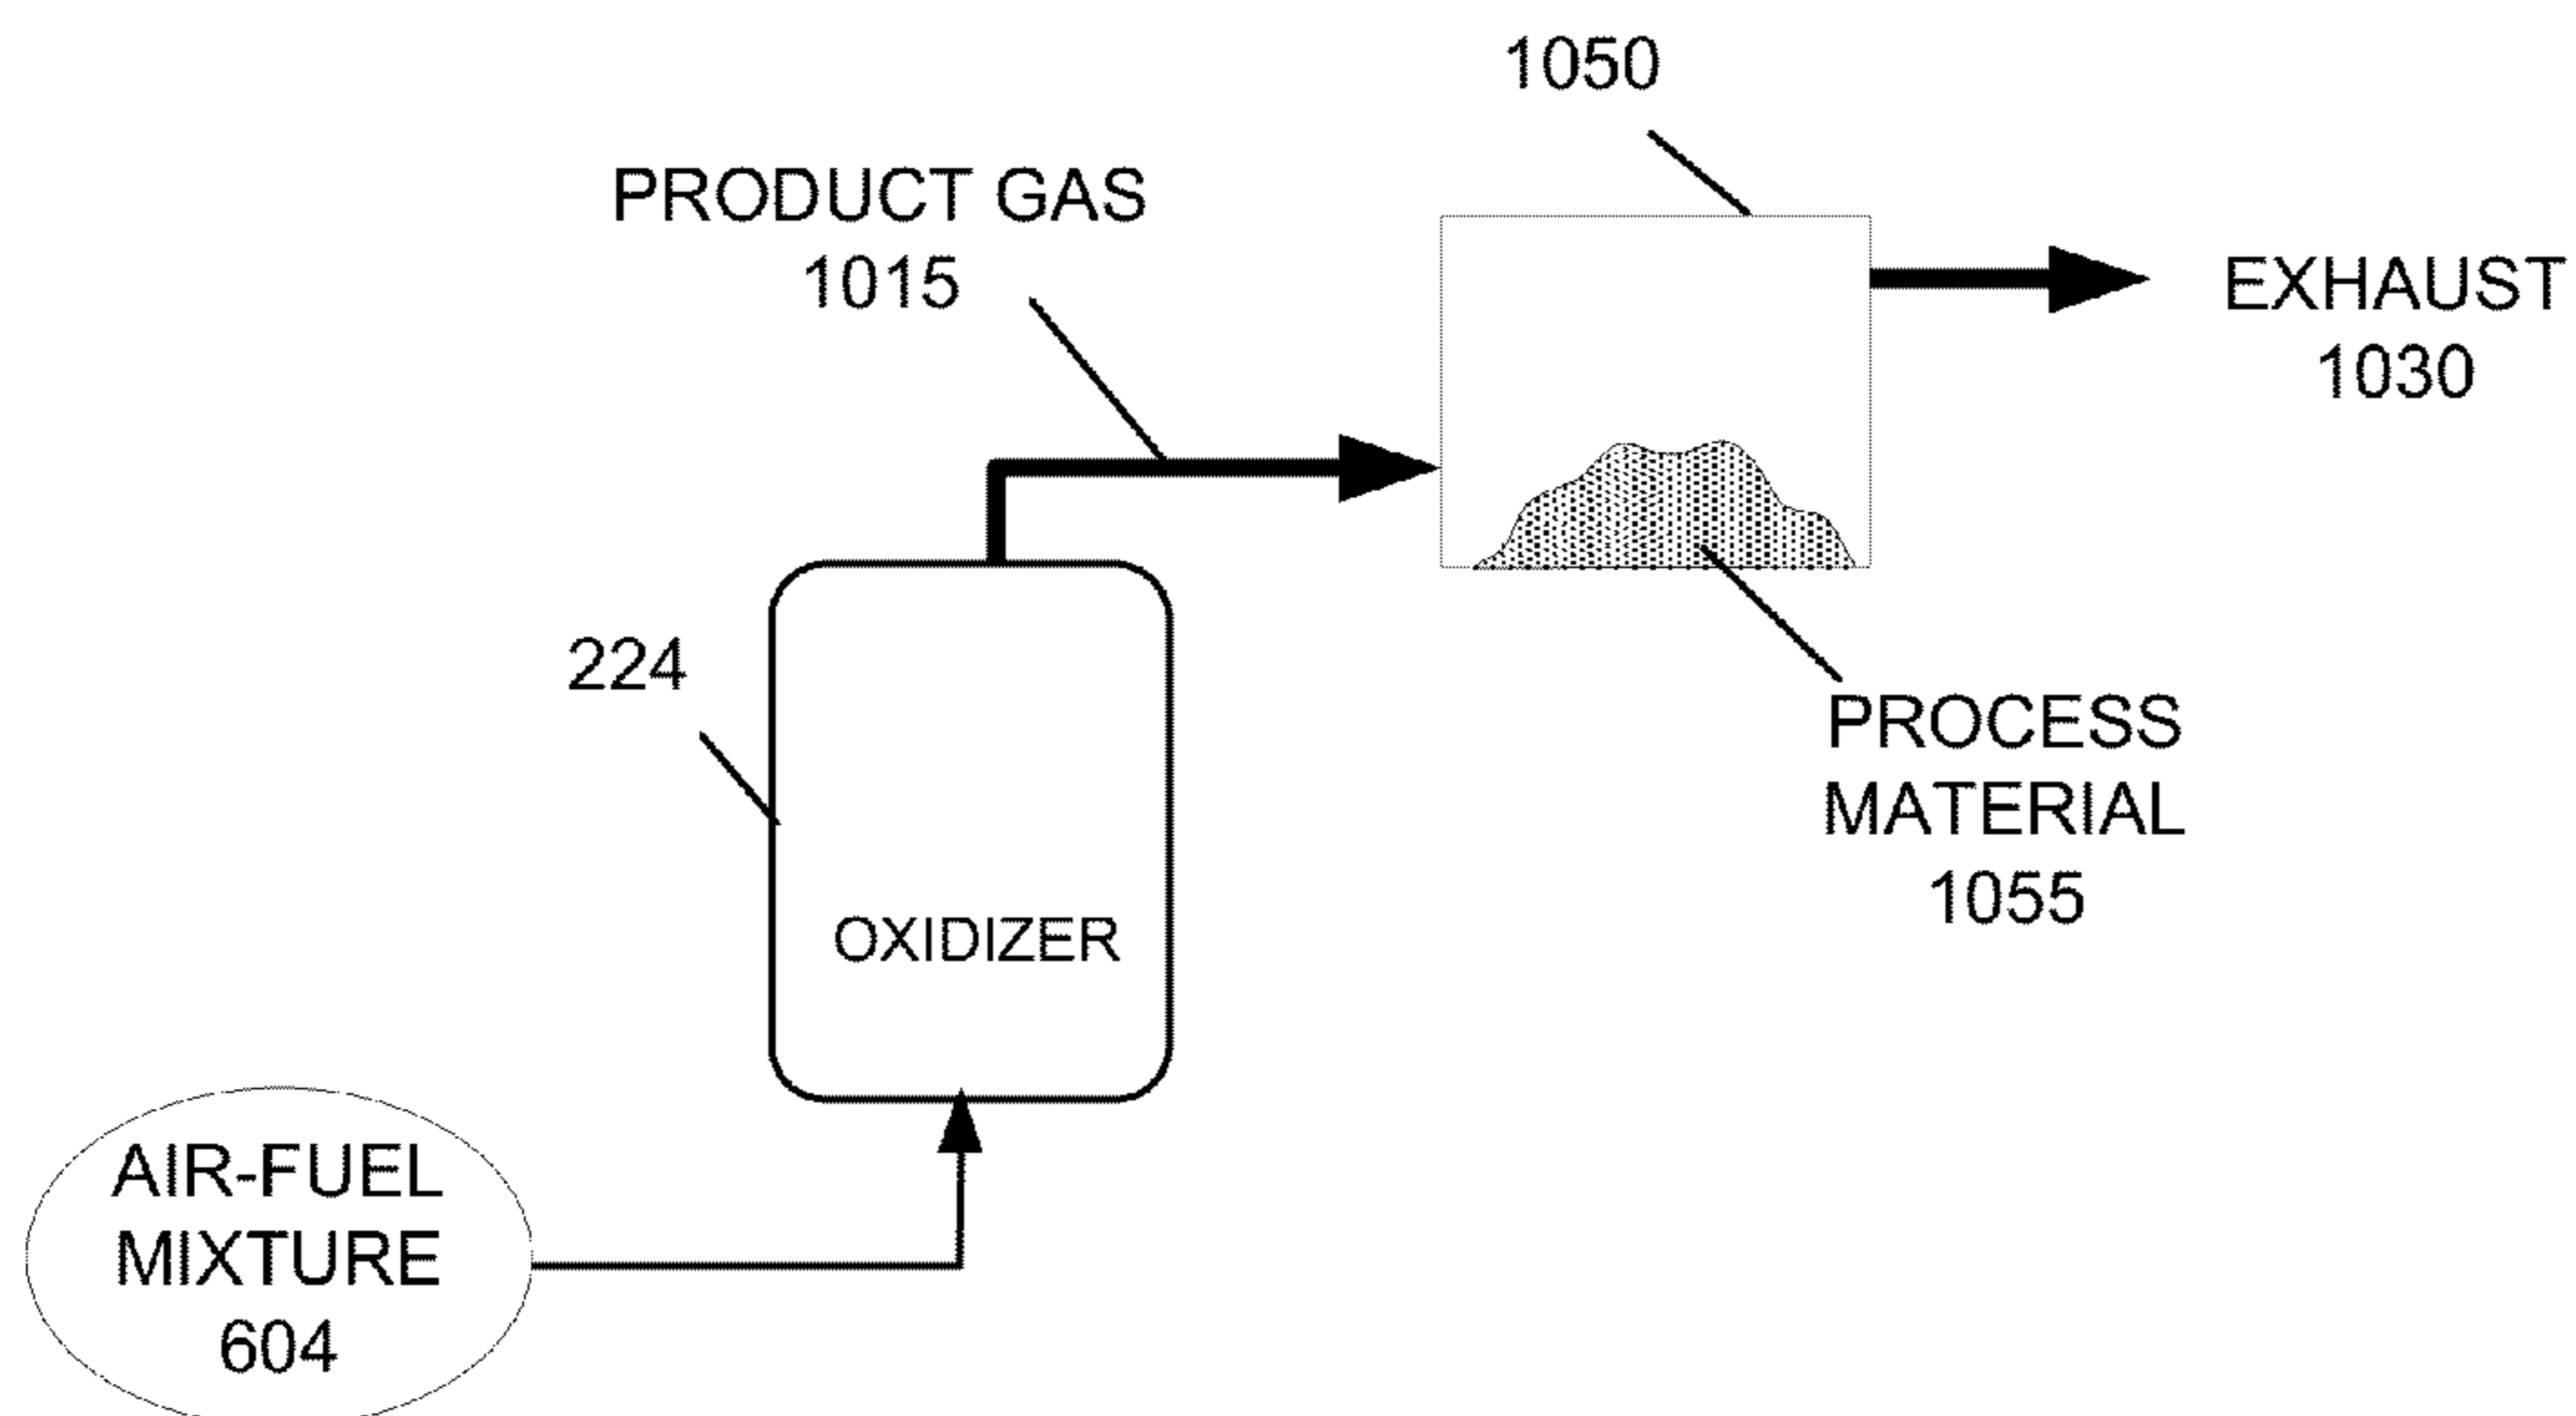 1050
PRODUCT GAS
1015
EXHAUST
1030
224
PROCESS
MATERIAL
1055
OXIDIZER
AIR-FUEL
MIXTURE
604